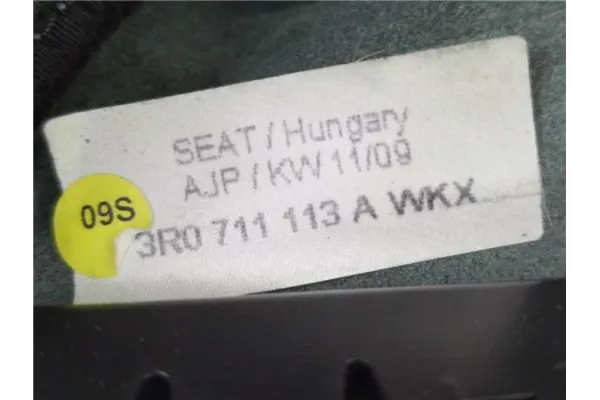 SEAT / Hungary
AJP / KW 11/09
09S
3R0 711 113 A WKX